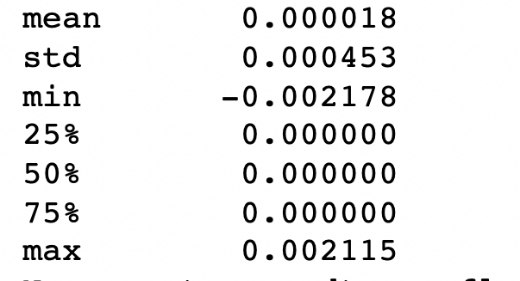 mean 0.000018
std 0.000453
min -0.002178
25% 0.000000
50% 0.000000
75% 0.000000
max 0.002115